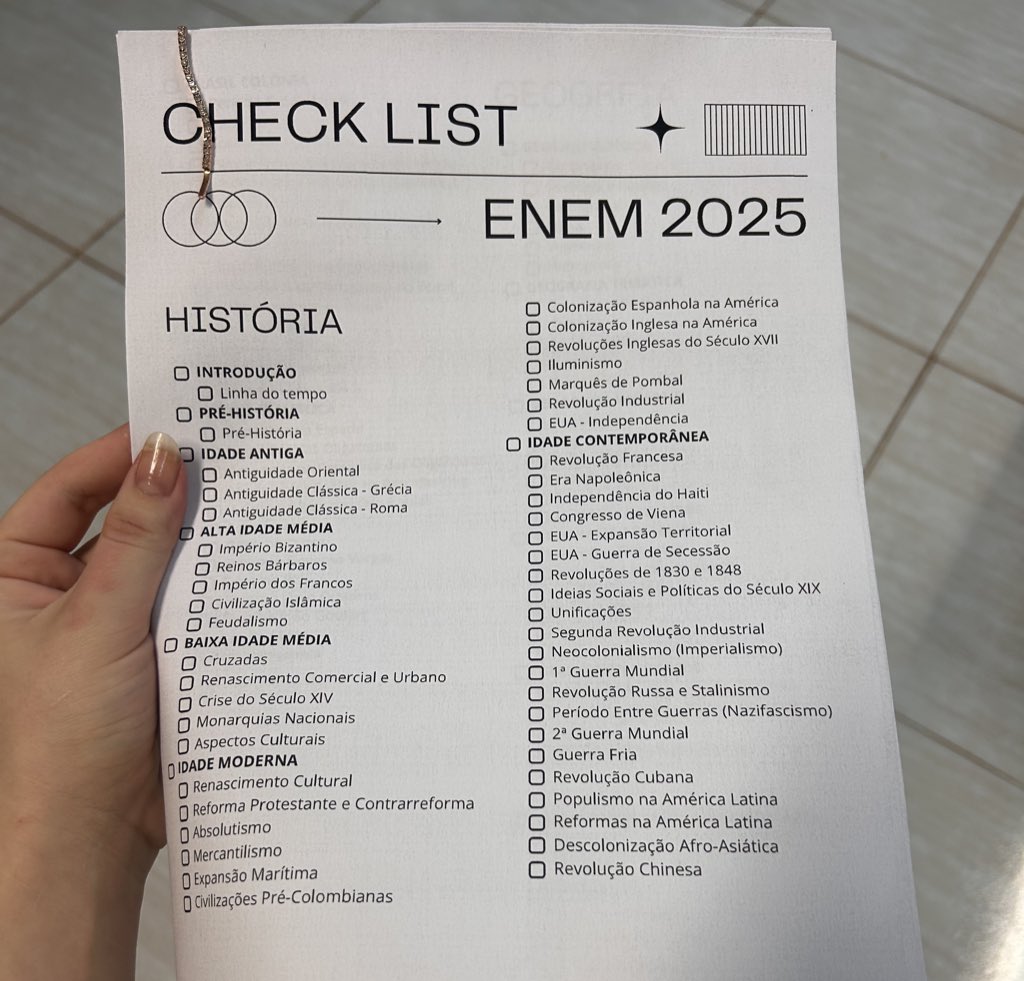 CHECK LIST
ENEM 2025
HISTÓRIA
INTRODUÇÃO
Linha do tempo
PRÉ-HISTÓRIA
Pré-História
IDADE ANTIGA
Antiguidade Oriental
Antiguidade Clássica - Grécia
Antiguidade Clássica - Roma
ALTA IDADE MÉDIA
Império Bizantino
Reinos Bárbaros
Império dos Francos
Civilização Islâmica
Feudalismo
BAIXA IDADE MÉDIA
Cruzadas
Renascimento Comercial e Urbano
Crise do Século XIV
Monarquias Nacionais
Aspectos Culturais
IDADE MODERNA
Renascimento Cultural
Reforma Protestante e Contrarreforma
Absolutismo
Mercantilismo
Expansão Marítima
Civilizações Pré-Colombianas
Colonização Espanhola na América
Colonização Inglesa na América
Revoluções Inglesas do Século XVII
Iluminismo
Marquês de Pombal
Revolução Industrial
EUA - Independência
IDADE CONTEMPORÂNEA
Revolução Francesa
Era Napoleônica
Independência do Haiti
Congresso de Viena
EUA - Expansão Territorial
EUA - Guerra de Secessão
Revoluções de 1830 e 1848
Ideias Sociais e Políticas do Século XIX
Unificações
Segunda Revolução Industrial
Neocolonialismo (Imperialismo)
1ª Guerra Mundial
Revolução Russa e Stalinismo
Período Entre Guerras (Nazifascismo)
2ª Guerra Mundial
Guerra Fria
Revolução Cubana
Populismo na América Latina
Reformas na América Latina
Descolonização Afro-Asiática
Revolução Chinesa